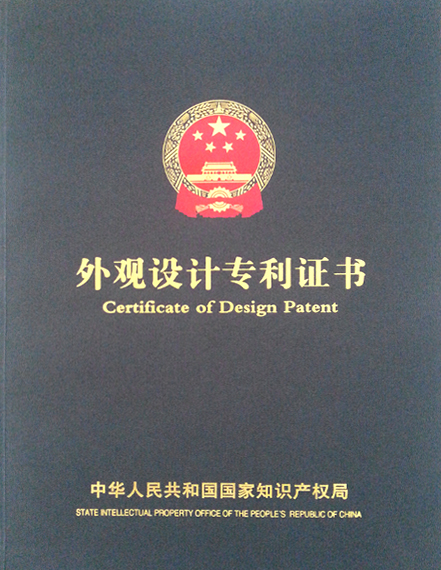 外观设计专利证书
Certificate of Design Patent
中华人民共和国国家知识产权局
STATE INTELLECTUAL PROPERTY OFFICE OF THE PEOPLE'S REPUBLIC OF CHINA